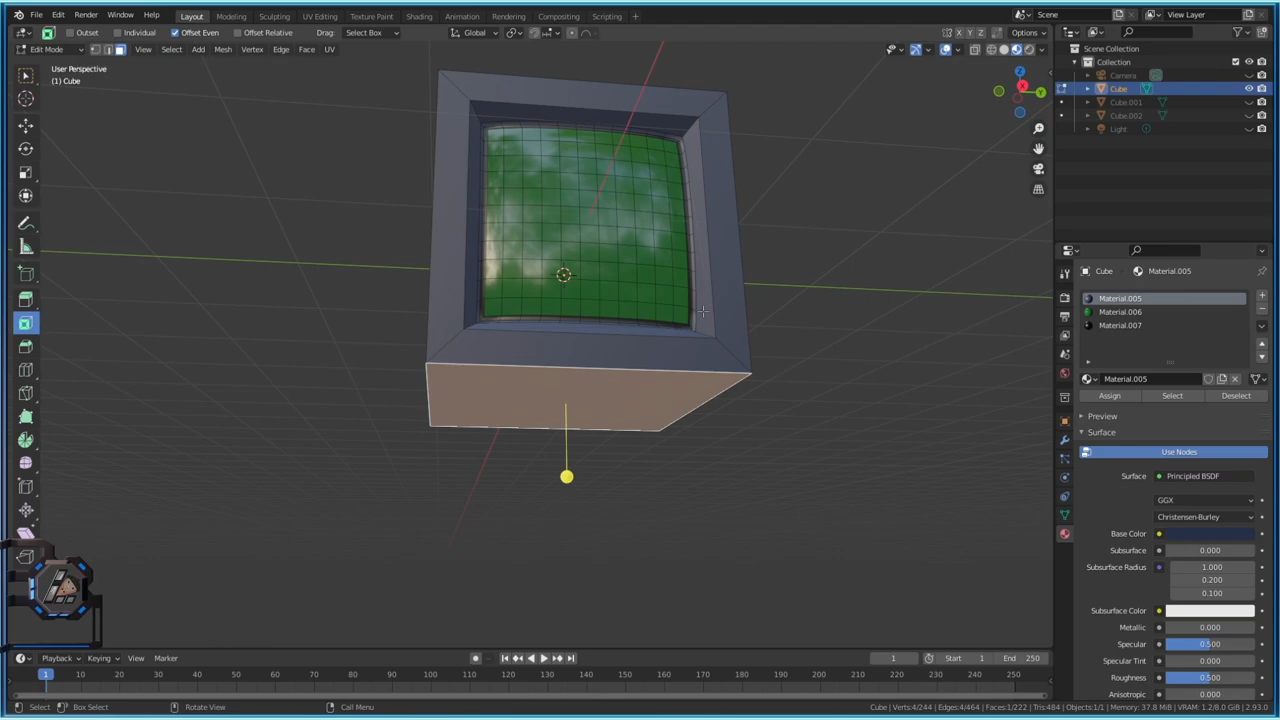 File Edit Render Window Help Layout Modeling Sculpting UV Editing Texture Paint Shading Animation Rendering Compositing Scripting + Scene View Layer
Outset Individual Offset Even Offset Relative Drag: Select Box Global X Y Z Options
Edit Mode View Select Add Mesh Vertex Edge Face UV
User Perspective
(1) Cube
Z
Y
Scene Collection
Collection
Camera
Cube
Cube.001
Cube.002
Light
Cube Material.005
Material.005
Material.006
Material.007
Material.005
Assign Select Deselect
Preview
Surface
Use Nodes
Surface Principled BSDF
GGX
Christensen-Burley
Base Color
Subsurface 0.000
Subsurface Radius 1.000
0.200
0.100
Subsurface Color
Metallic 0.000
Specular 0.500
Specular Tint 0.000
Roughness 0.500
Anisotropic 0.000
Playback Keying View Marker 1 Start 1 End 250
1 10 20 30 40 50 60 70 80 90 100 110 120 130 140 150 160 170 180 190 200 210 220 230 240 250
Select Box Select Rotate View Call Menu Cube | Verts:4/244 | Edges:4/464 | Faces:1/222 | Tris:484 | Objects:1/1 | Memory: 37.8 MiB | VRAM: 1.2/8.0 GiB | 2.93.0